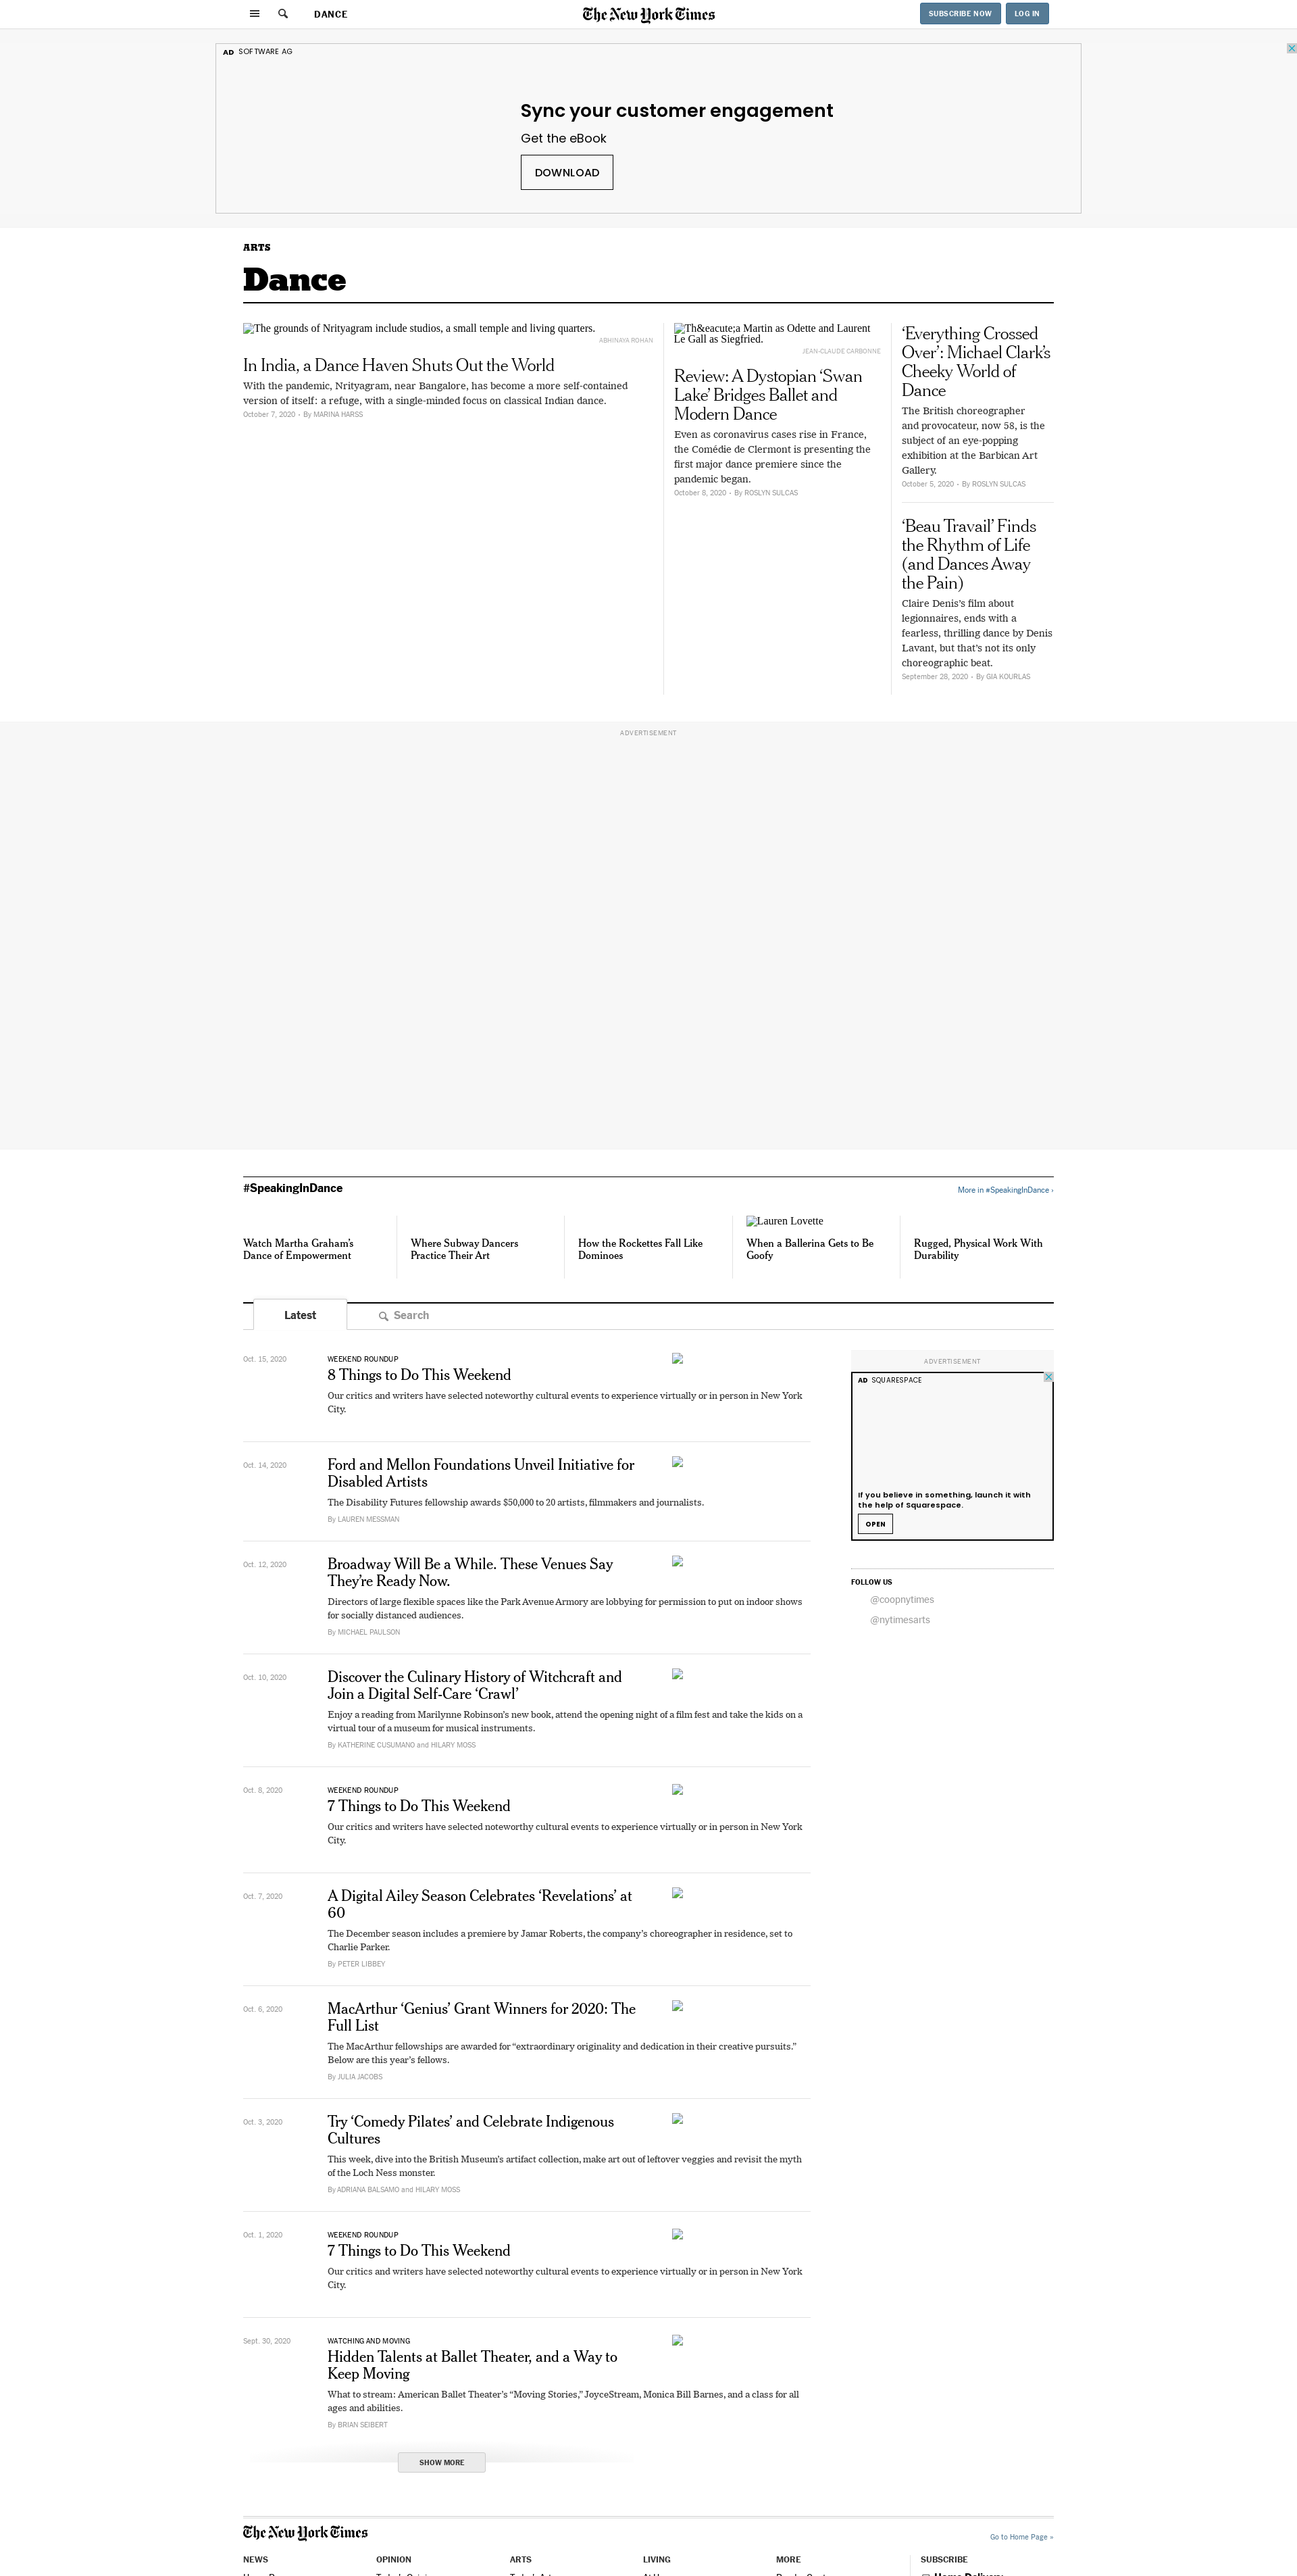 DANCE
The New York Times
SUBSCRIBE NOW
LOG IN
AD SOFTWARE AG
Sync your customer engagement
Get the eBook
DOWNLOAD
ARTS
Dance
The grounds of Nrityagram include studios, a small temple and living quarters.
ABHINAVA ROHAN
In India, a Dance Haven Shuts Out the World
With the pandemic, Nrityagram, near Bangalore, has become a more self-contained
version of itself: a refuge, with a single-minded focus on classical Indian dance.
October 7, 2020 - By MARINA HARSS
Th&eacute;a Martin as Odette and Laurent
Le Gall as Siegfried.
JEAN-CLAUDE CARBONNE
Review: A Dystopian ‘Swan
Lake’ Bridges Ballet and
Modern Dance
Even as coronavirus cases rise in France,
the Comédie de Clermont is presenting the
first major dance premiere since the
pandemic began.
October 8, 2020 - By ROSLYN SULCAS
‘Everything Crossed
Over’: Michael Clark’s
Cheeky World of
Dance
The British choreographer
and provocateur, now 58, is the
subject of an eye-popping
exhibition at the Barbican Art
Gallery.
October 5, 2020 - By ROSLYN SULCAS
‘Beau Travail’ Finds
the Rhythm of Life
(and Dances Away
the Pain)
Claire Denis’s film about
legionnaires, ends with a
fearless, thrilling dance by Denis
Lavant, but that’s not its only
choreographic beat.
September 28, 2020 - By GIA KOURLAS
ADVERTISEMENT
#SpeakingInDance
More in #SpeakingInDance ›
Watch Martha Graham’s
Dance of Empowerment
Where Subway Dancers
Practice Their Art
How the Rockettes Fall Like
Dominoes
Lauren Lovette
When a Ballerina Gets to Be
Goofy
Rugged, Physical Work With
Durability
Latest
Search
Oct. 15, 2020
WEEKEND ROUNDUP
8 Things to Do This Weekend
Our critics and writers have selected noteworthy cultural events to experience virtually or in person in New York
City.
Oct. 14, 2020
Ford and Mellon Foundations Unveil Initiative for
Disabled Artists
The Disability Futures fellowship awards $50,000 to 20 artists, filmmakers and journalists.
By LAUREN MESSMAN
Oct. 12, 2020
Broadway Will Be a While. These Venues Say
They’re Ready Now.
Directors of large flexible spaces like the Park Avenue Armory are lobbying for permission to put on indoor shows
for socially distanced audiences.
By MICHAEL PAULSON
Oct. 10, 2020
Discover the Culinary History of Witchcraft and
Join a Digital Self-Care ‘Crawl’
Enjoy a reading from Marilynne Robinson’s new book, attend the opening night of a film fest and take the kids on a
virtual tour of a museum for musical instruments.
By KATHERINE CUSUMANO and HILARY MOSS
Oct. 8, 2020
WEEKEND ROUNDUP
7 Things to Do This Weekend
Our critics and writers have selected noteworthy cultural events to experience virtually or in person in New York
City.
Oct. 7, 2020
A Digital Ailey Season Celebrates ‘Revelations’ at
60
The December season includes a premiere by Jamar Roberts, the company’s choreographer in residence, set to
Charlie Parker.
By PETER LIBBEY
Oct. 6, 2020
MacArthur ‘Genius’ Grant Winners for 2020: The
Full List
The MacArthur fellowships are awarded for “extraordinary originality and dedication in their creative pursuits.”
Below are this year’s fellows.
By JULIA JACOBS
Oct. 3, 2020
Try ‘Comedy Pilates’ and Celebrate Indigenous
Cultures
This week, dive into the British Museum’s artifact collection, make art out of leftover veggies and revisit the myth
of the Loch Ness monster.
By ADRIANA BALSAMO and HILARY MOSS
Oct. 1, 2020
WEEKEND ROUNDUP
7 Things to Do This Weekend
Our critics and writers have selected noteworthy cultural events to experience virtually or in person in New York
City.
Sept. 30, 2020
WATCHING AND MOVING
Hidden Talents at Ballet Theater, and a Way to
Keep Moving
What to stream: American Ballet Theater’s “Moving Stories,” JoyceStream, Monica Bill Barnes, and a class for all
ages and abilities.
By BRIAN SEIBERT
SHOW MORE
ADVERTISEMENT
AD SQUARESPACE
If you believe in something, launch it with
the help of Squarespace.
OPEN
FOLLOW US
@coopnytimes
@nytimesarts
The New York Times
Go to Home Page »
NEWS
OPINION
ARTS
LIVING
MORE
SUBSCRIBE